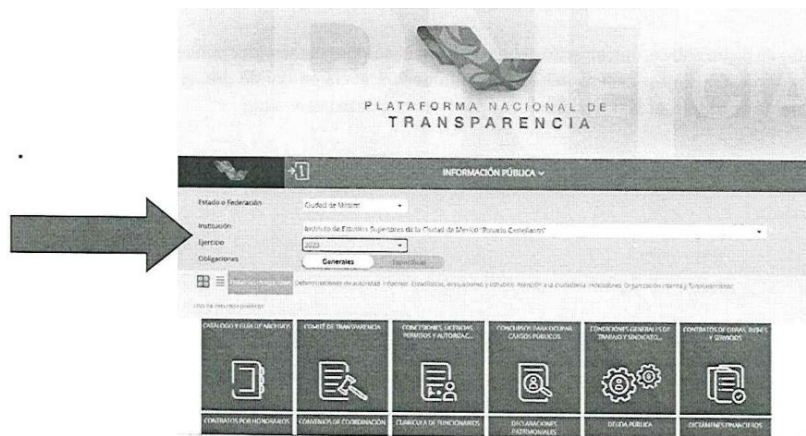 PLATAFORMA NACIONAL DE
TRANSPARENCIA
INFORMACIÓN PÚBLICA
Estado o Federación
Ciudad de México
Institución
Instituto de Estudios Superiores de la Ciudad de México "Rosario Castellanos"
Ejercicio
2023
Obligaciones
Generales
Específicas
CATÁLOGO Y GUÍA DE ARCHIVOS
COMITÉ DE TRANSPARENCIA
CONCESIONES, LICENCIAS,
PERMISOS Y AUTORIZAC...
CONCURSOS PARA OCUPAR
CARGOS PÚBLICOS
CONDICIONES GENERALES DE
TRABAJO Y SINDICATO...
CONTRATOS DE OBRAS, BIENES
Y SERVICIOS
CONTRATOS POR HONORARIOS
CONVENIOS DE COORDINACIÓN
CURRÍCULA DE FUNCIONARIOS
DECLARACIONES
PATRIMONIALES
DEUDA PÚBLICA
DICTÁMENES FINANCIEROS